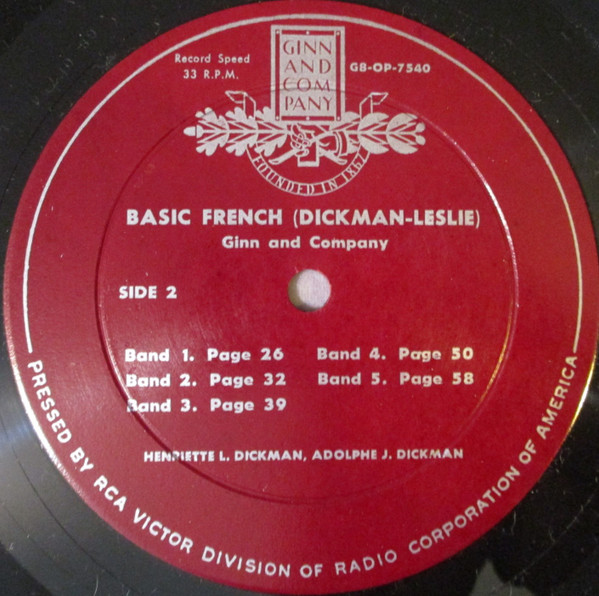 Record Speed
33 R.P.M.
GINN
AND
COM
PANY
G8-OP-7540
FOUNDED IN 1867
BASIC FRENCH (DICKMAN-LESLIE)
Ginn and Company
SIDE 2
Band 1. Page 26
Band 2. Page 32
Band 3. Page 39
Band 4. Page 50
Band 5. Page 58
HENRIETTE L. DICKMAN, ADOLPHE J. DICKMAN
PRESSED BY RCA VICTOR DIVISION OF RADIO CORPORATION OF AMERICA